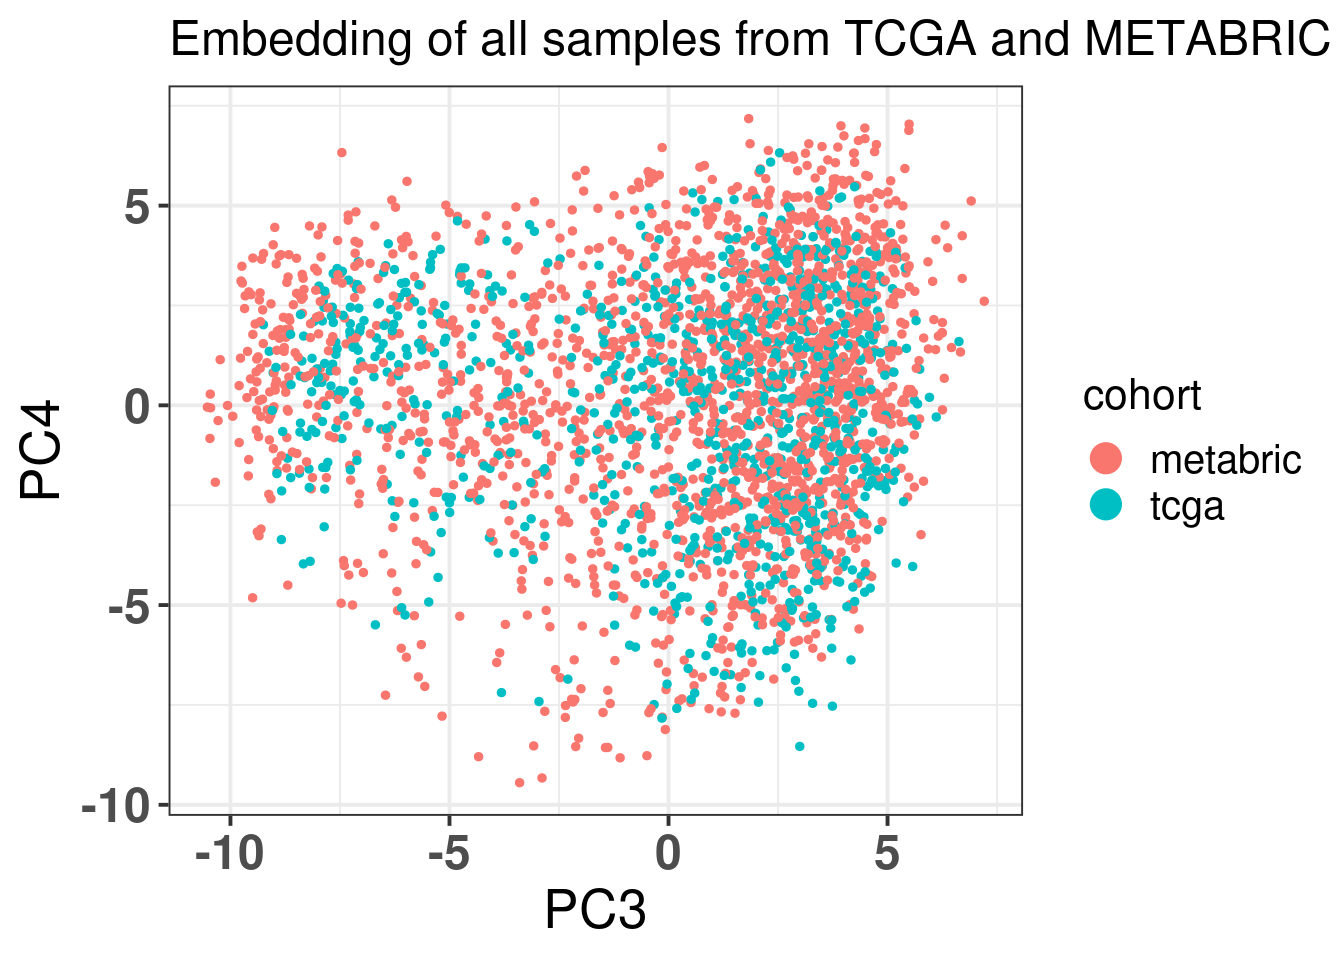 Embedding of all samples from TCGA and METABRIC
PC4
5
0
-5
-10
-10 -5 0 5
PC3
cohort
metabric
tcga